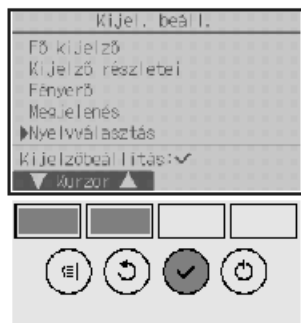 Kijel. beáll.
Fő kijelző
Kijelző részletei
Fényerő
Megjelenés
▶Nyelvválasztás
Kijelzőbeállítás:✓
▼ Kurzor ▲